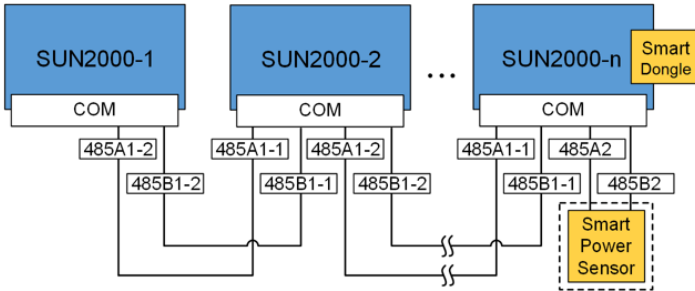 SUN2000-1
SUN2000-2
...
SUN2000-n
Smart
Dongle
COM
COM
COM
485A1-2
485A1-1
485A1-2
485A1-1
485A2
485B1-2
485B1-1
485B1-2
485B1-1
485B2
Smart
Power
Sensor